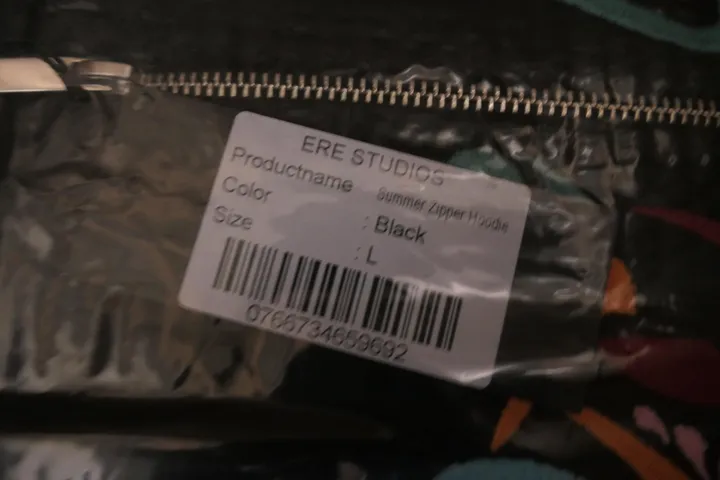 ERE STUDIOS
Productname Summer Zipper Hoodie
Color : Black
Size : L
0766734659692